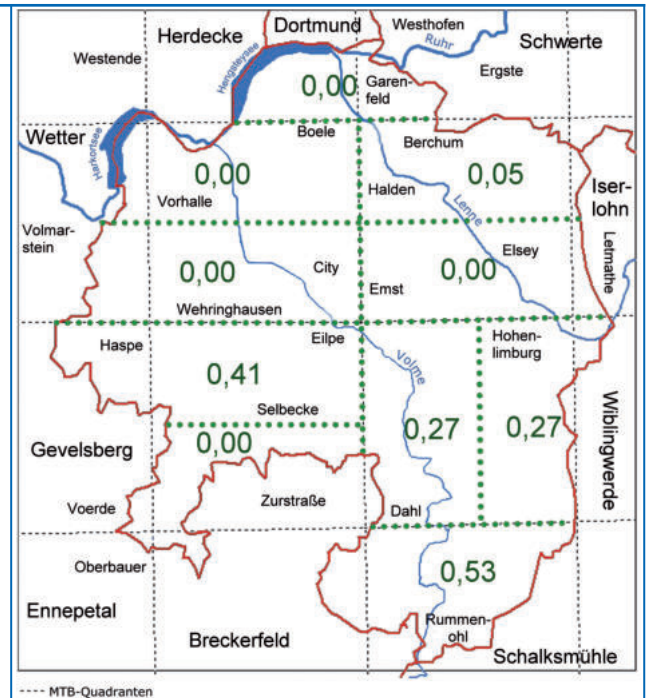 Dortmund
Westhofen
Herdecke
Schwerte
Ruhr
Westende
Hengsteysee
Ergste
Garen-
feld
0,00
Boele
Wetter
Harkortsee
Berchum
0,00
0,05
Halden
Vorhalle
Lenne
Iser-
lohn
Volmar-
stein
Letmathe
Elsey
City
0,00
0,00
Emst
Wehringhausen
Eilpe
Haspe
Hohen-
limburg
Volme
0,41
Selbecke
Wiblingwerde
0,27
0,27
0,00
Gevelsberg
Zurstraße
Voerde
Dahl
Oberbauer
0,53
Ennepetal
Rummen-
ohl
Breckerfeld
Schalksmühle
---- MTB-Quadranten